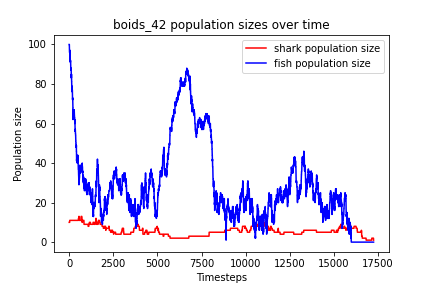 boids_42 population sizes over time
100
80
60
40
20
0
Population size
shark population size
fish population size
0 2500 5000 7500 10000 12500 15000 17500
Timesteps